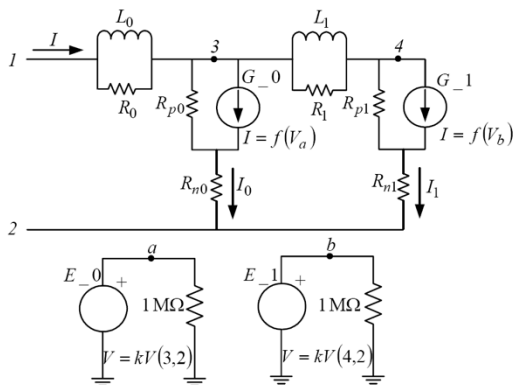 L₀
L₁
I
3
4
1
G_0
G_1
R₀
R₁
Rₚ₀
Rₚ₁
I = f(Vₐ)
I = f(V_b)
Rₙ₀
I₀
Rₙ₁
I₁
2
a
b
E_0
+
1MΩ
E_1
+
1MΩ
V = kV(3,2)
V = kV(4,2)